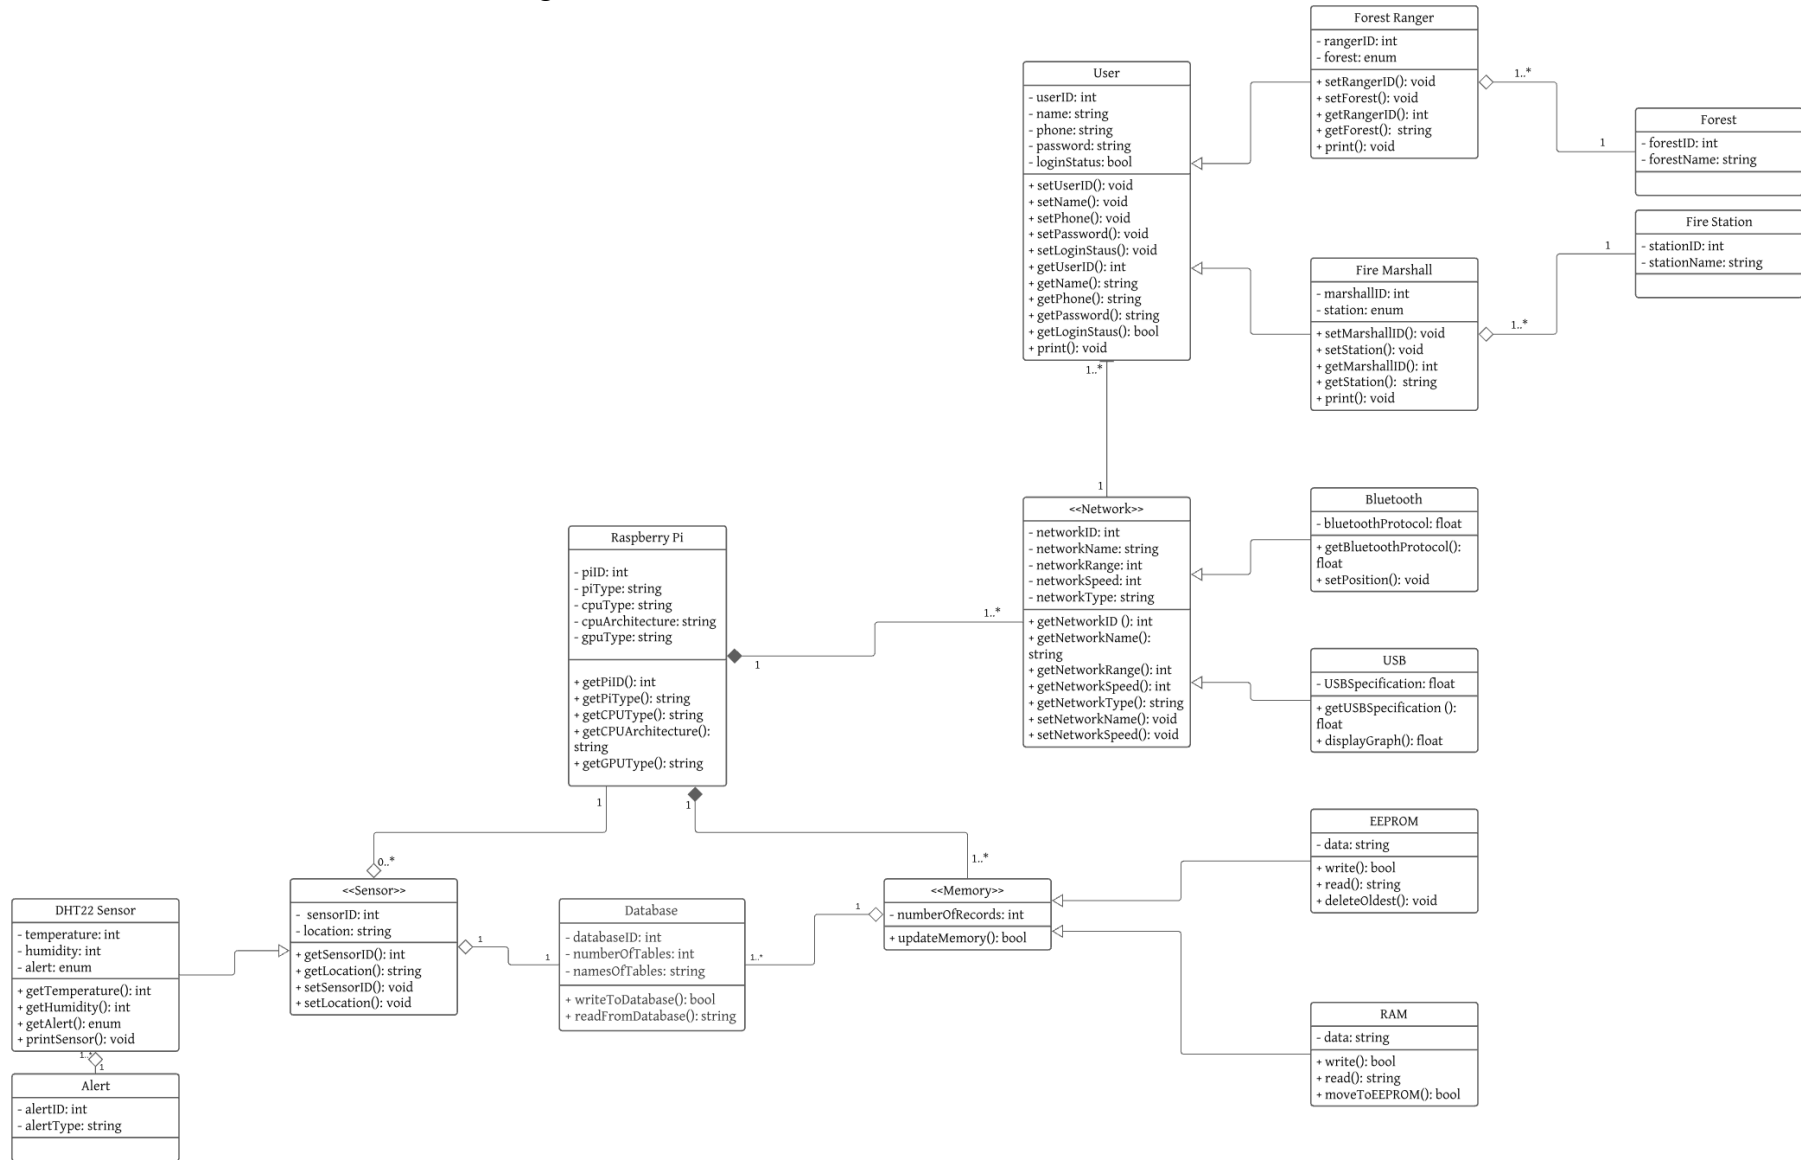 Forest Ranger
- rangerID: int
- forest: enum
+ setRangerID(): void
+ setForest(): void
+ getRangerID(): int
+ getForest():  string
+ print(): void
1..*
1
Forest
- forestID: int
- forestName: string
User
- userID: int
- name: string
- phone: string
- password: string
- loginStatus: bool
+ setUserID(): void
+ setName(): void
+ setPhone(): void
+ setPassword(): void
+ setLoginStaus(): void
+ getUserID(): int
+ getName(): string
+ getPhone(): string
+ getPassword(): string
+ getLoginStaus(): bool
+ print(): void
1..*
1
Fire Station
- stationID: int
- stationName: string
1
Fire Marshall
- marshallID: int
- station: enum
+ setMarshallID(): void
+ setStation(): void
+ getMarshallID(): int
+ getStation():  string
+ print(): void
1..*
<<Network>>
- networkID: int
- networkName: string
- networkRange: int
- networkSpeed: int
- networkType: string
+ getNetworkID (): int
+ getNetworkName():
string
+ getNetworkRange(): int
+ getNetworkSpeed(): int
+ getNetworkType(): string
+ setNetworkName(): void
+ setNetworkSpeed(): void
Bluetooth
- bluetoothProtocol: float
+ getBluetoothProtocol():
float
+ setPosition(): void
USB
- USBSpecification: float
+ getUSBSpecification ():
float
+ displayGraph(): float
Raspberry Pi
- piID: int
- piType: string
- cpuType: string
- cpuArchitecture: string
- gpuType: string
+ getPiID(): int
+ getPiType(): string
+ getCPUType(): string
+ getCPUArchitecture():
string
+ getGPUType(): string
1..*
1
1
1
0..*
1..*
<<Sensor>>
- sensorID: int
- location: string
+ getSensorID(): int
+ getLocation(): string
+ setSensorID(): void
+ setLocation(): void
1
1
DHT22 Sensor
- temperature: int
- humidity: int
- alert: enum
+ getTemperature(): int
+ getHumidity(): int
+ getAlert(): enum
+ printSensor(): void
1..*
1
Alert
- alertID: int
- alertType: string
Database
- databaseID: int
- numberOfTables: int
- namesOfTables: string
+ writeToDatabase(): bool
+ readFromDatabase(): string
1..*
1
<<Memory>>
- numberOfRecords: int
+ updateMemory(): bool
EEPROM
- data: string
+ write(): bool
+ read(): string
+ deleteOldest(): void
RAM
- data: string
+ write(): bool
+ read(): string
+ moveToEEPROM(): bool